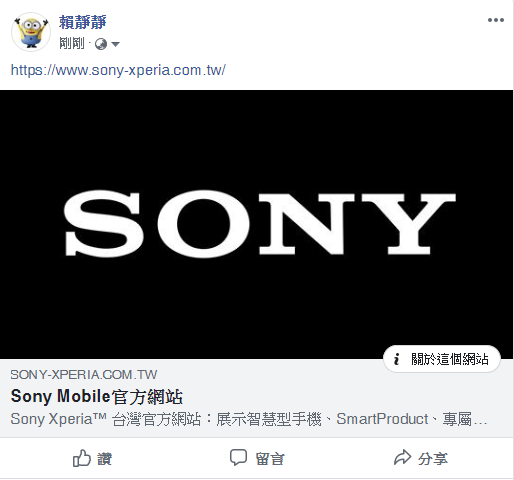 賴靜靜
剛剛 ·
https://www.sony-xperia.com.tw/
SONY
關於這個網站
SONY-XPERIA.COM.TW
Sony Mobile官方網站
Sony Xperia™ 台灣官方網站：展示智慧型手機、SmartProduct、專屬…
讚 留言 分享